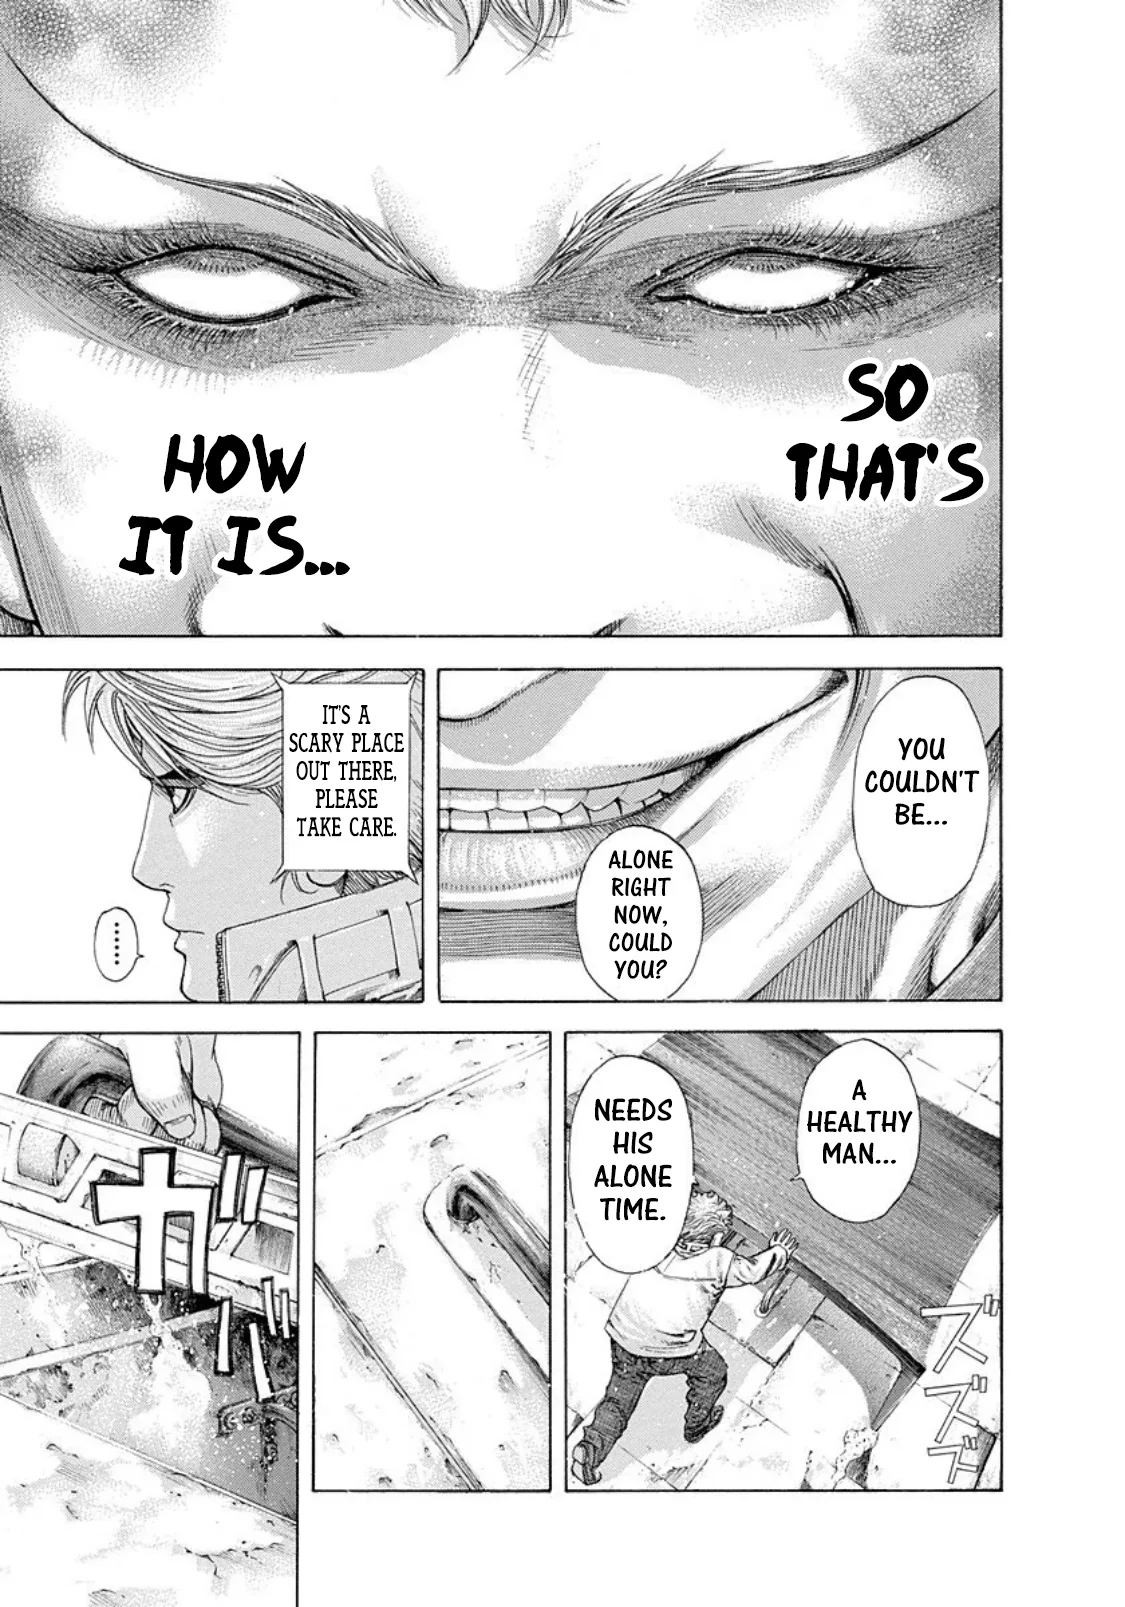 SO
THAT'S
HOW
IT IS...
YOU
COULDN'T
BE...
ALONE
RIGHT
NOW,
COULD
YOU?
IT'S A
SCARY PLACE
OUT THERE,
PLEASE
TAKE CARE.
......
A
HEALTHY
MAN...
NEEDS
HIS
ALONE
TIME.
ズズ
ズズ
ガ